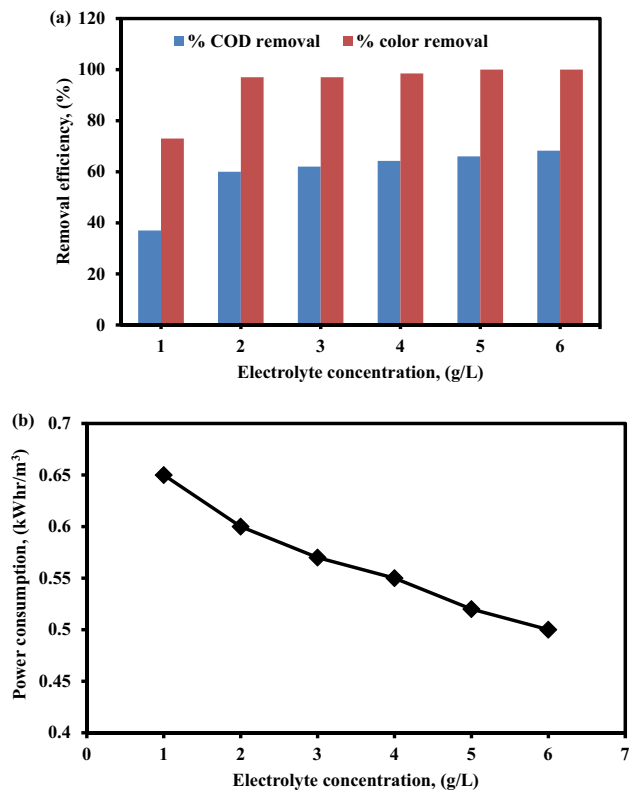 (a)
120
% COD removal % color removal
100
80
60
40
20
0
Removal efficiency, (%)
1 2 3 4 5 6
Electrolyte concentration, (g/L)
(b)
0.7
0.65
0.6
0.55
0.5
0.45
0.4
Power consumption, (kWhr/m³)
0 1 2 3 4 5 6 7
Electrolyte concentration, (g/L)